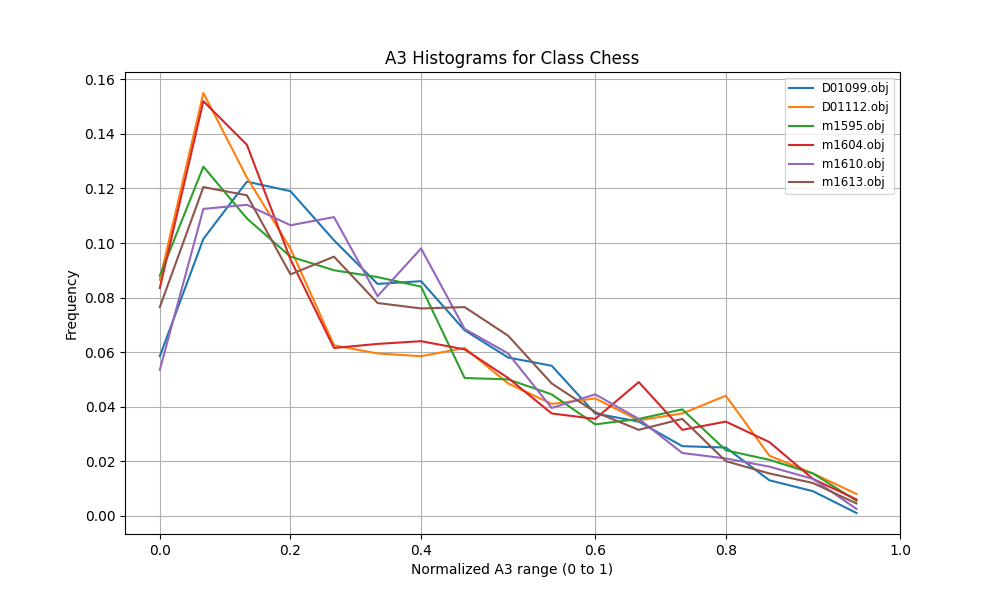 A3 Histograms for Class Chess
0.16
0.14
0.12
0.10
0.08
0.06
0.04
0.02
0.00
Frequency
D01099.obj
D01112.obj
m1595.obj
m1604.obj
m1610.obj
m1613.obj
0.0 0.2 0.4 0.6 0.8 1.0
Normalized A3 range (0 to 1)